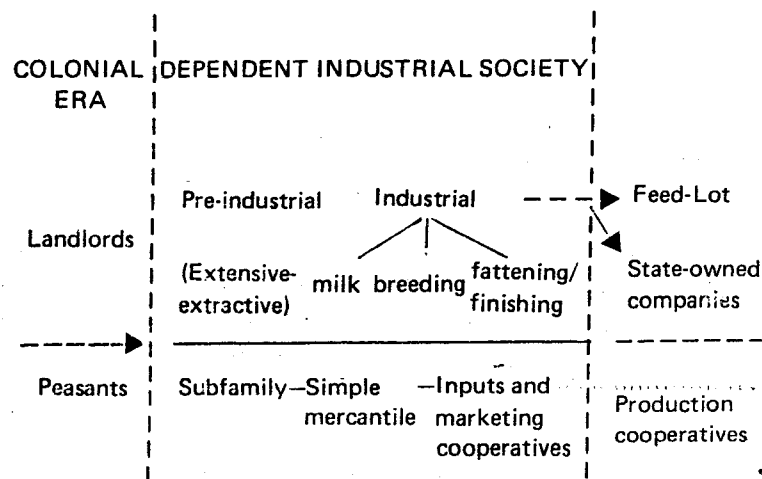 COLONIAL ERA
DEPENDENT INDUSTRIAL SOCIETY
Landlords
Pre-industrial
(Extensive-
extractive)
Industrial
milk
breeding
fattening/
finishing
Feed-Lot
State-owned
companies
Peasants
Subfamily—Simple
mercantile
—Inputs and
marketing
cooperatives
Production
cooperatives